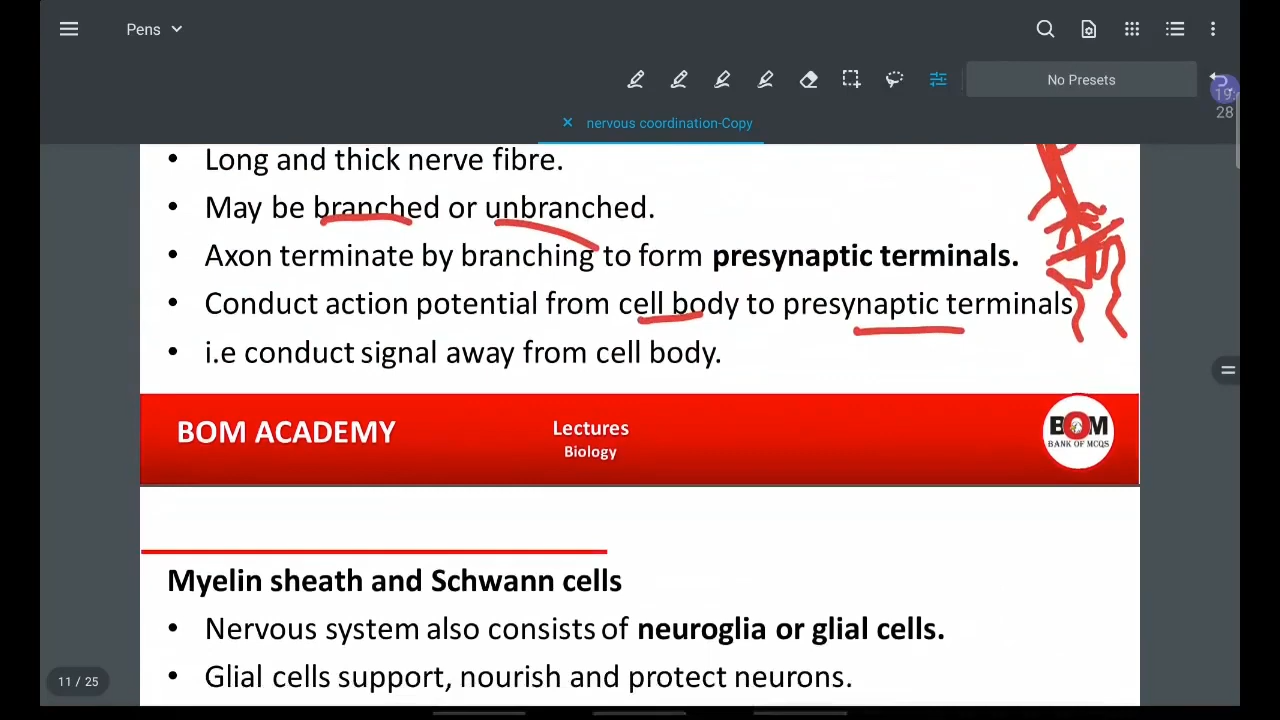 Pens
No Presets
19:
28
nervous coordination-Copy
• Long and thick nerve fibre.
• May be branched or unbranched.
• Axon terminate by branching to form presynaptic terminals.
• Conduct action potential from cell body to presynaptic terminals
• i.e conduct signal away from cell body.
BOM ACADEMY
Lectures
Biology
BOM
BANK OF MCQS
Myelin sheath and Schwann cells
• Nervous system also consists of neuroglia or glial cells.
• Glial cells support, nourish and protect neurons.
11 / 25